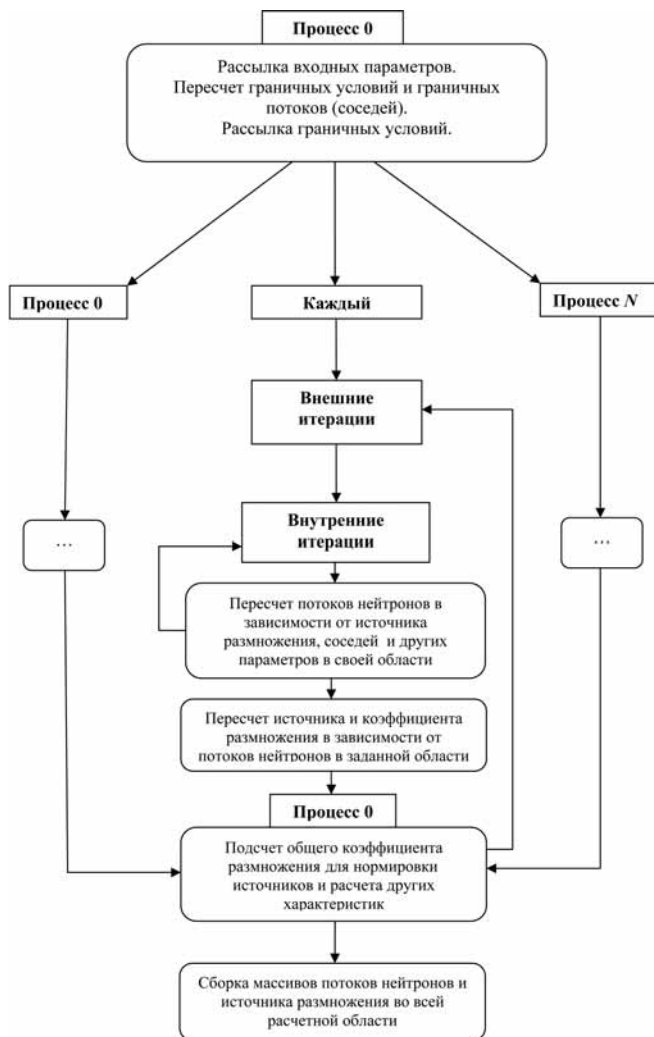 Процесс 0
Рассылка входных параметров.
Пересчет граничных условий и граничных
потоков (соседей).
Рассылка граничных условий.
Процесс 0
Каждый
Процесс N
Внешние
итерации
Внутренние
итерации
...
...
Пересчет потоков нейтронов в
зависимости от источника
размножения, соседей и других
параметров в своей области
Пересчет источника и коэффициента
размножения в зависимости от
потоков нейтронов в заданной области
Процесс 0
Подсчет общего коэффициента
размножения для нормировки
источников и расчета других
характеристик
Сборка массивов потоков нейтронов и
источника размножения во всей
расчетной области